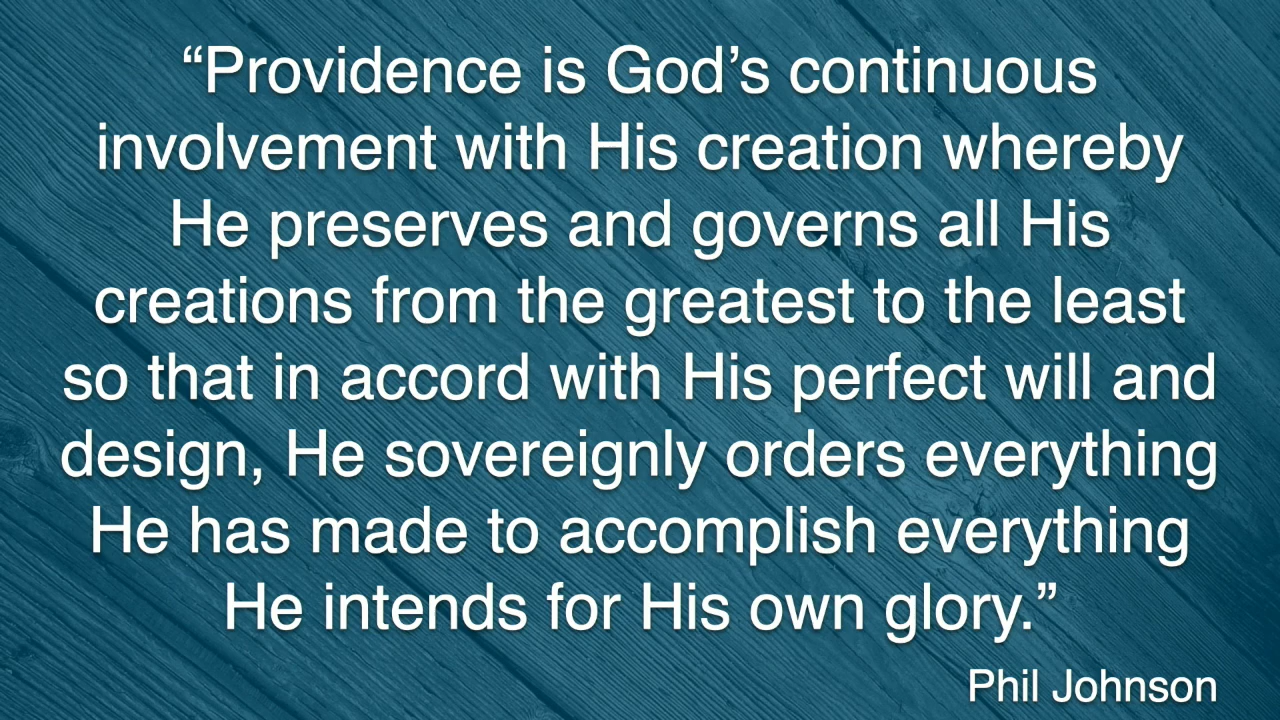 “Providence is God’s continuous
involvement with His creation whereby
He preserves and governs all His
creations from the greatest to the least
so that in accord with His perfect will and
design, He sovereignly orders everything
He has made to accomplish everything
He intends for His own glory.”
Phil Johnson